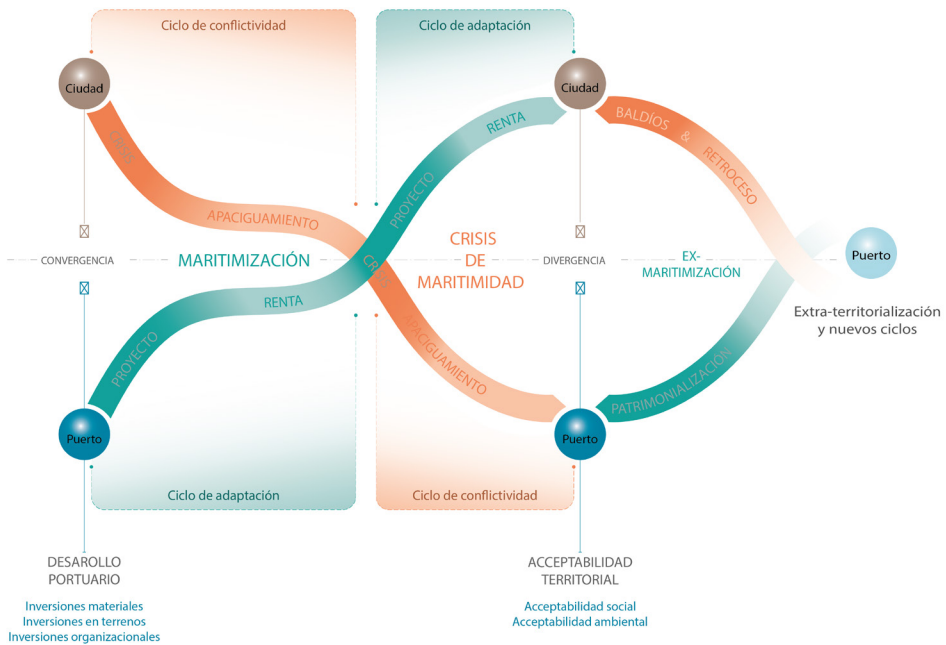 Ciclo de conflictividad
Ciclo de adaptación
Ciudad
Ciudad
CRISIS
APACIGUAMIENTO
PROYECTO
RENTA
BALDÍOS & RETROCESO
CONVERGENCIA
MARITIMIZACIÓN
CRISIS
DE
MARITIMIDAD
DIVERGENCIA
EX-
MARITIMIZACIÓN
Puerto
Extra-territorialización
y nuevos ciclos
PROYECTO
RENTA
CRISIS
APACIGUAMIENTO
PATRIMONIALIZACIÓN
Puerto
Puerto
Ciclo de adaptación
Ciclo de conflictividad
DESAROLLO
PORTUARIO
Inversiones materiales
Inversiones en terrenos
Inversiones organizacionales
ACCEPTABILIDAD
TERRITORIAL
Acceptabilidad social
Acceptabilidad ambiental